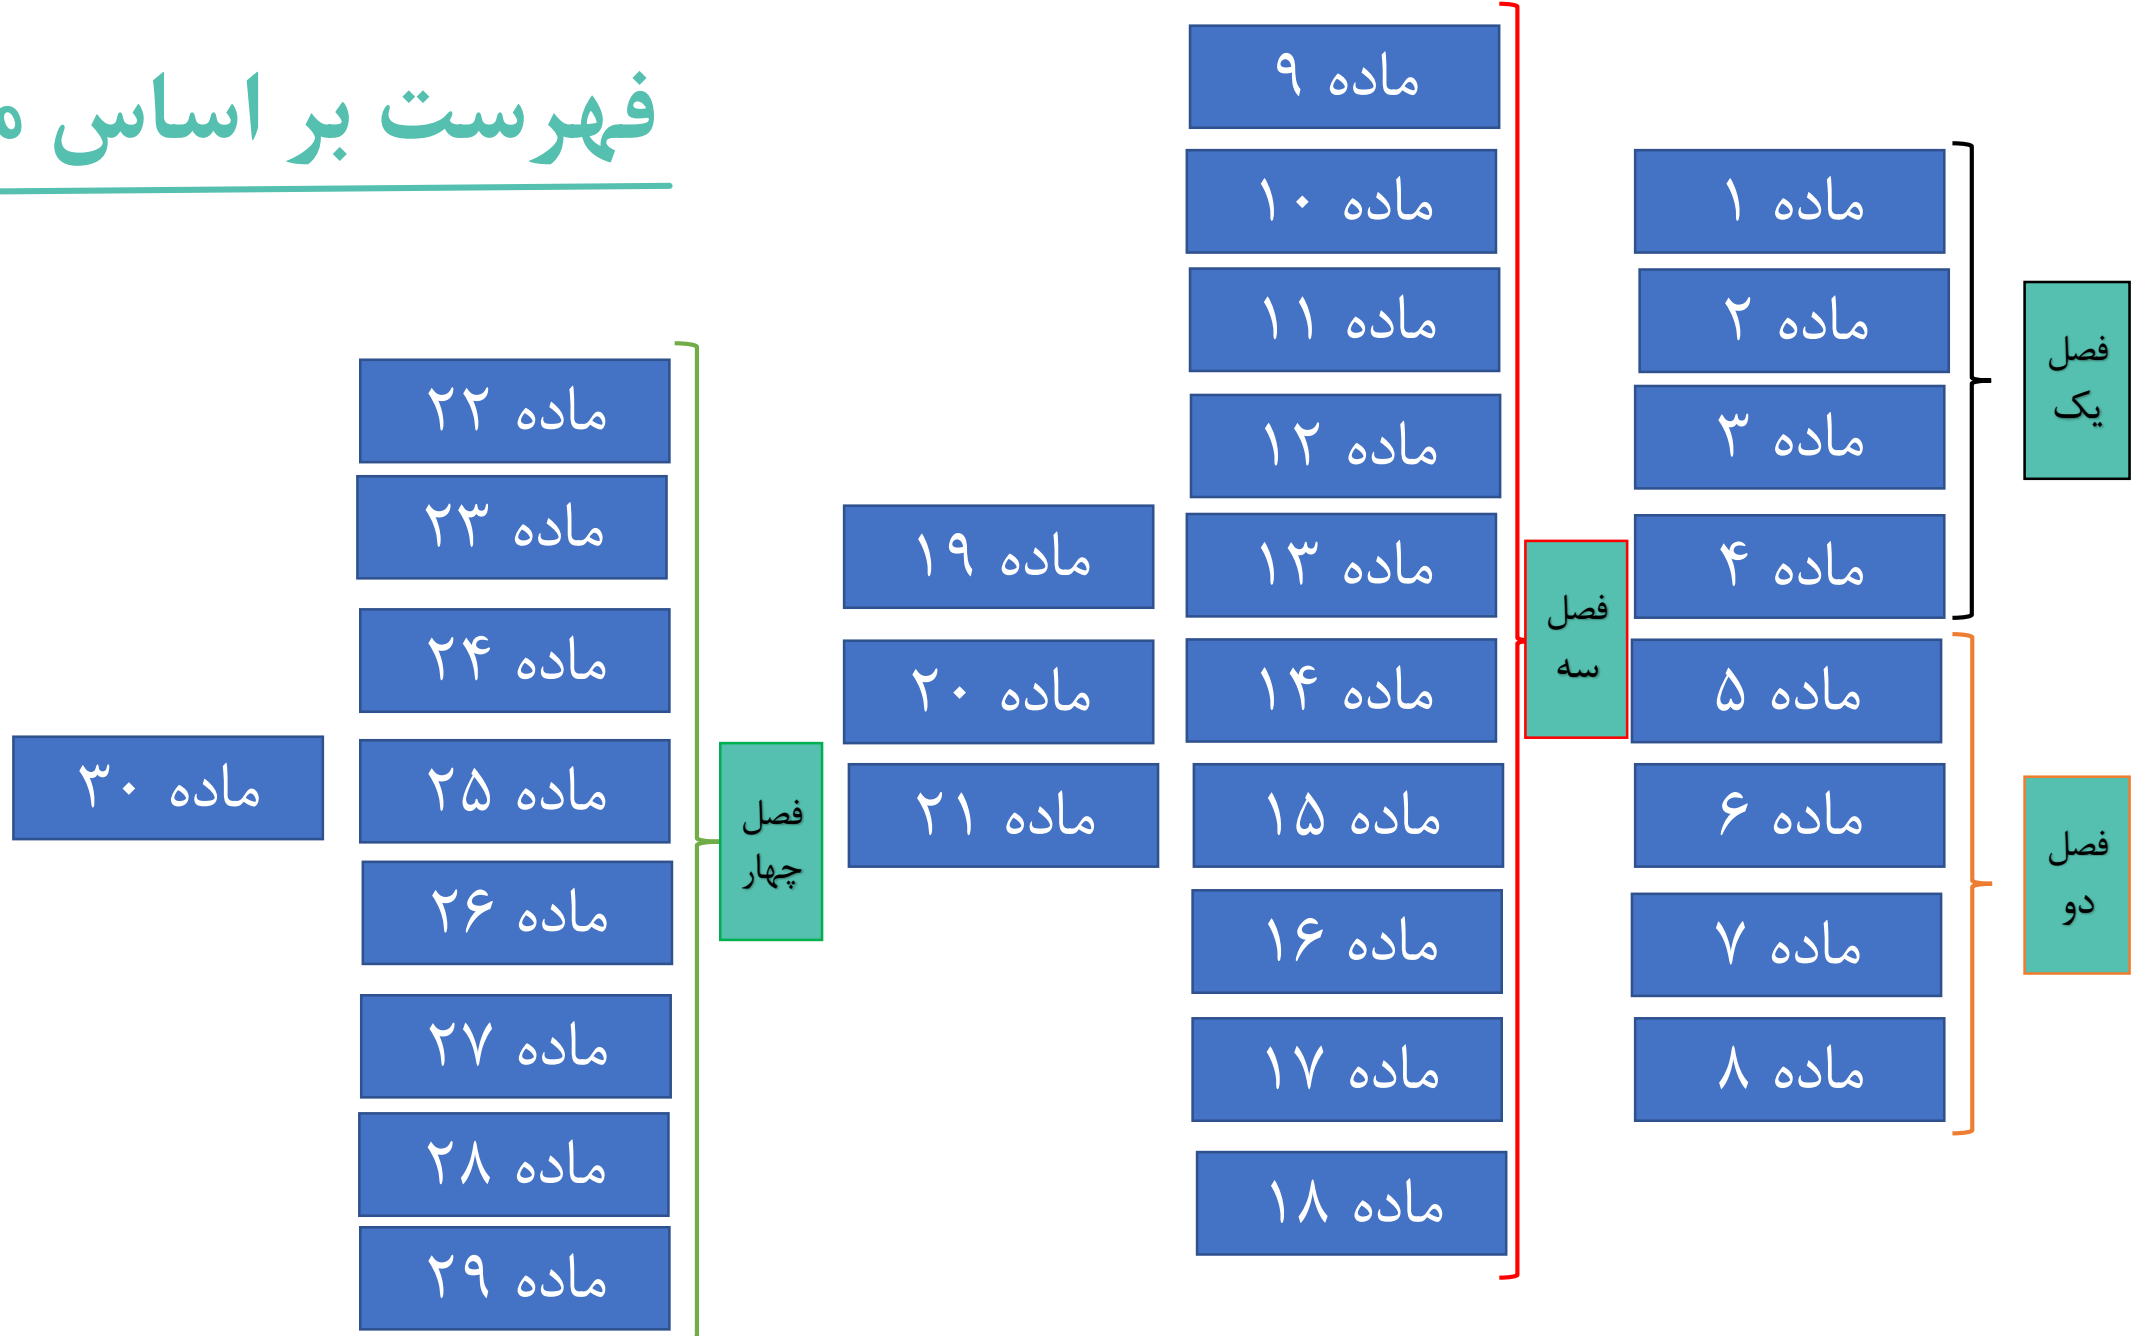 فهرست بر اساس
فصل
یک
ماده ۱
ماده ۲
ماده ۳
ماده ۴
فصل
دو
ماده ۵
ماده ۶
ماده ۷
ماده ۸
فصل
سه
ماده ۹
ماده ۱۰
ماده ۱۱
ماده ۱۲
ماده ۱۳
ماده ۱۴
ماده ۱۵
ماده ۱۶
ماده ۱۷
ماده ۱۸
ماده ۱۹
ماده ۲۰
ماده ۲۱
فصل
چهار
ماده ۲۲
ماده ۲۳
ماده ۲۴
ماده ۲۵
ماده ۲۶
ماده ۲۷
ماده ۲۸
ماده ۲۹
ماده ۳۰